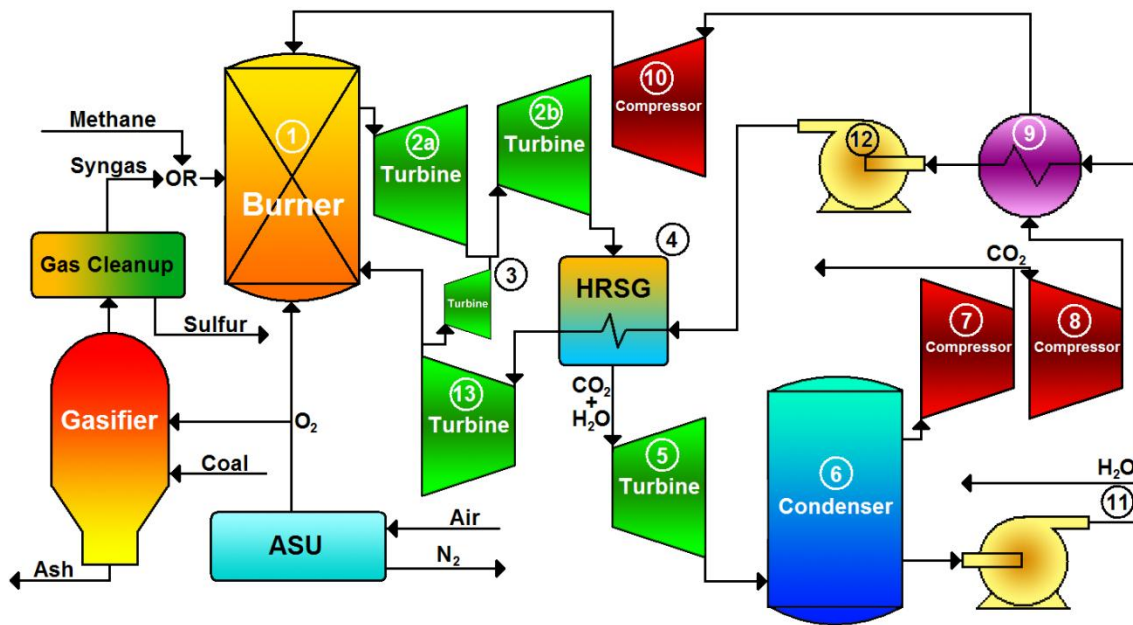 10
Compressor
Methane
1
2a
Turbine
2b
Turbine
12
9
Syngas
OR
Burner
Gas Cleanup
3
Turbine
4
HRSG
CO₂
Sulfur
7
Compressor
8
Compressor
Gasifier
O₂
13
Turbine
CO₂
+
H₂O
Coal
5
Turbine
6
Condenser
H₂O
11
Air
ASU
N₂
Ash